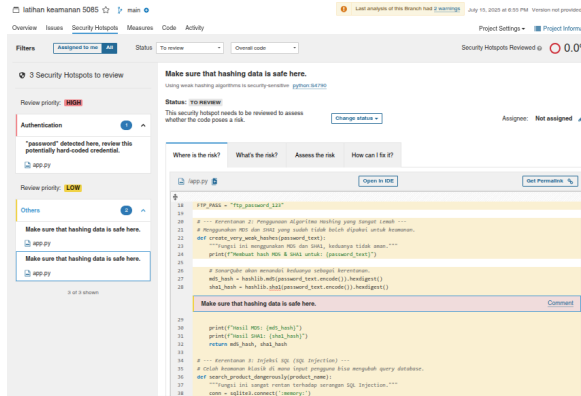 latihan keamanan 5085 main
Last analysis of this Branch had 2 warnings July 15, 2025 at 8:55 PM Version not provided
Overview Issues Security Hotspots Measures Code Activity
Project Settings Project Informa
Filters Assigned to me All Status To review Overall code
Security Hotspots Reviewed 0.0%
3 Security Hotspots to review
Review priority: HIGH
Authentication 1
"password" detected here, review this
potentially hard-coded credential.
app.py
Review priority: LOW
Others 2
Make sure that hashing data is safe here.
app.py
Make sure that hashing data is safe here.
app.py
3 of 3 shown
Make sure that hashing data is safe here.
Using weak hashing algorithms is security-sensitive python:S4790
Status: TO REVIEW
This security hotspot needs to be reviewed to assess
whether the code poses a risk.
Change status
Assignee: Not assigned
Where is the risk? What's the risk? Assess the risk How can I fix it?
/app.py Open in IDE Get Permalink
18 FTP_PASS = "ftp_password_123"
19
20 # --- Kerentanan 2: Penggunaan Algoritma Hashing yang Sangat Lemah ---
21 # Menggunakan MD5 dan SHA1 yang sudah tidak boleh dipakai untuk keamanan.
22 def create_very_weak_hashes(password_text):
23 """Fungsi ini menggunakan MD5 dan SHA1, keduanya tidak aman."""
24 print(f"Membuat hash MD5 & SHA1 untuk: {password_text}")
25
26 # SonarQube akan menandai keduanya sebagai kerentanan.
27 md5_hash = hashlib.md5(password_text.encode()).hexdigest()
28 sha1_hash = hashlib.sha1(password_text.encode()).hexdigest()
Make sure that hashing data is safe here. Comment
29
30 print(f"Hasil MD5: {md5_hash}")
31 print(f"Hasil SHA1: {sha1_hash}")
32 return md5_hash, sha1_hash
33
34 # --- Kerentanan 3: Injeksi SQL (SQL Injection) ---
35 # Celah keamanan klasik di mana input pengguna bisa mengubah query database.
36 def search_product_dangerously(product_name):
37 """Fungsi ini sangat rentan terhadap serangan SQL Injection."""
38 conn = sqlite3.connect(':memory:')